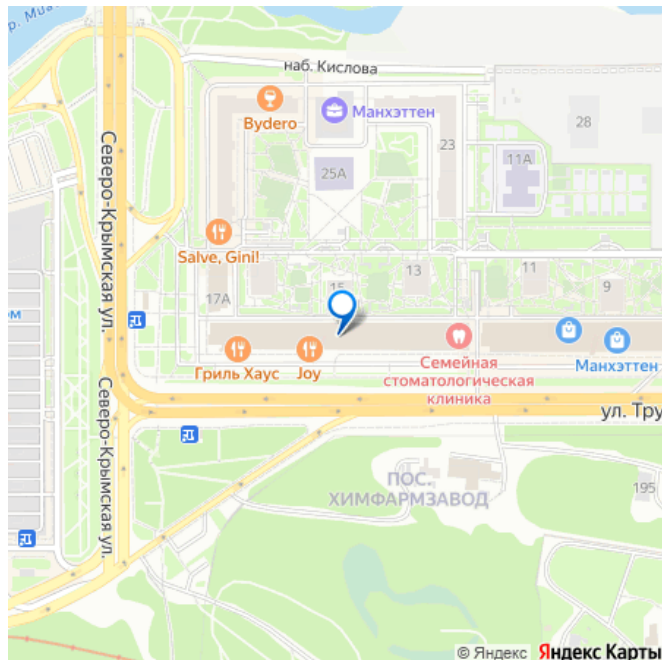 р. Миасс
наб. Кислова
Bydero
Манхэттен
28
23
25А
11А
Северо-Крымская ул.
Salve, Gini!
15
13
11
9
17А
Гриль Хаус
Joy
Семейная
стоматологическая
клиника
Манхэттен
ул. Тру
Северо-Крымская ул.
ПОС.
ХИМФАРМЗАВОД
195
© Яндекс Яндекс Карты